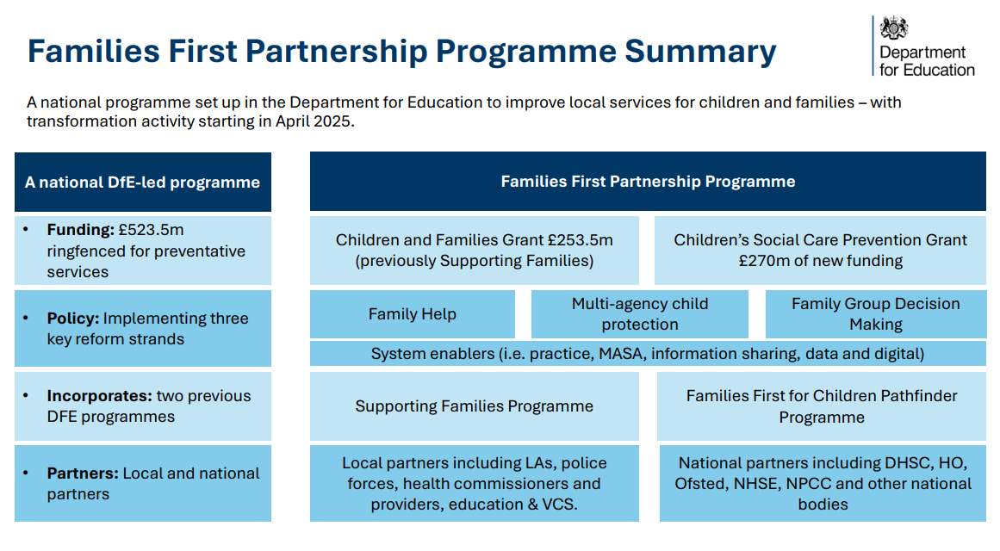 Families First Partnership Programme Summary
Department
for Education
A national programme set up in the Department for Education to improve local services for children and families – with
transformation activity starting in April 2025.
A national DfE-led programme
Families First Partnership Programme
• Funding: £523.5m
ringfenced for preventative
services
Children and Families Grant £253.5m
(previously Supporting Families)
Children’s Social Care Prevention Grant
£270m of new funding
• Policy: Implementing three
key reform strands
Family Help
Multi-agency child
protection
Family Group Decision
Making
System enablers (i.e. practice, MASA, information sharing, data and digital)
• Incorporates: two previous
DFE programmes
Supporting Families Programme
Families First for Children Pathfinder
Programme
• Partners: Local and national
partners
Local partners including LAs, police
forces, health commissioners and
providers, education & VCS.
National partners including DHSC, HO,
Ofsted, NHSE, NPCC and other national
bodies